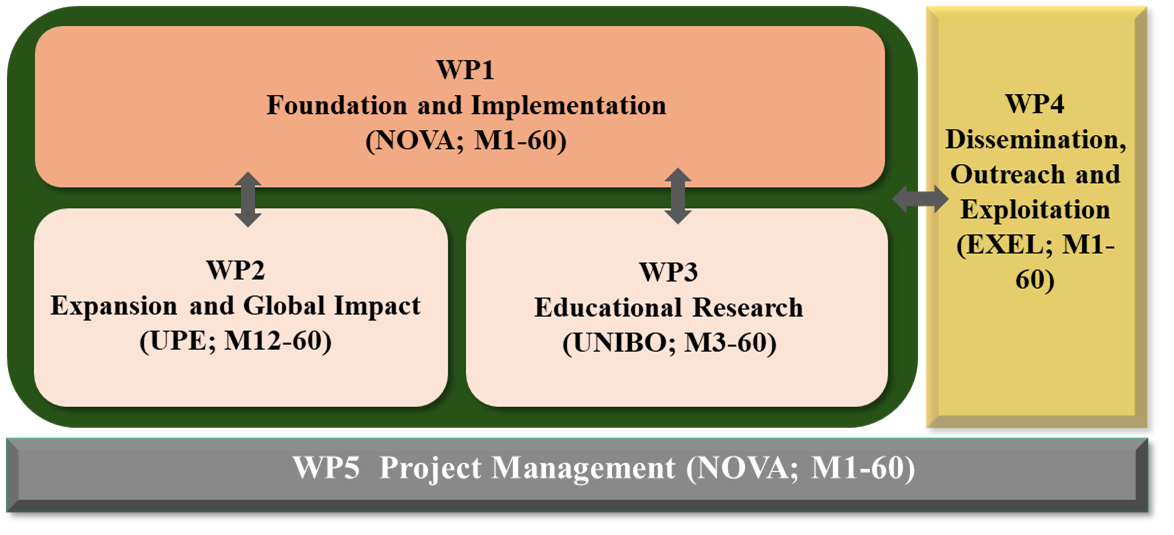 WP1
Foundation and Implementation
(NOVA; M1-60)
WP2
Expansion and Global Impact
(UPE; M12-60)
WP3
Educational Research
(UNIBO; M3-60)
WP4
Dissemination,
Outreach and
Exploitation
(EXEL; M1-
60)
WP5  Project Management (NOVA; M1-60)